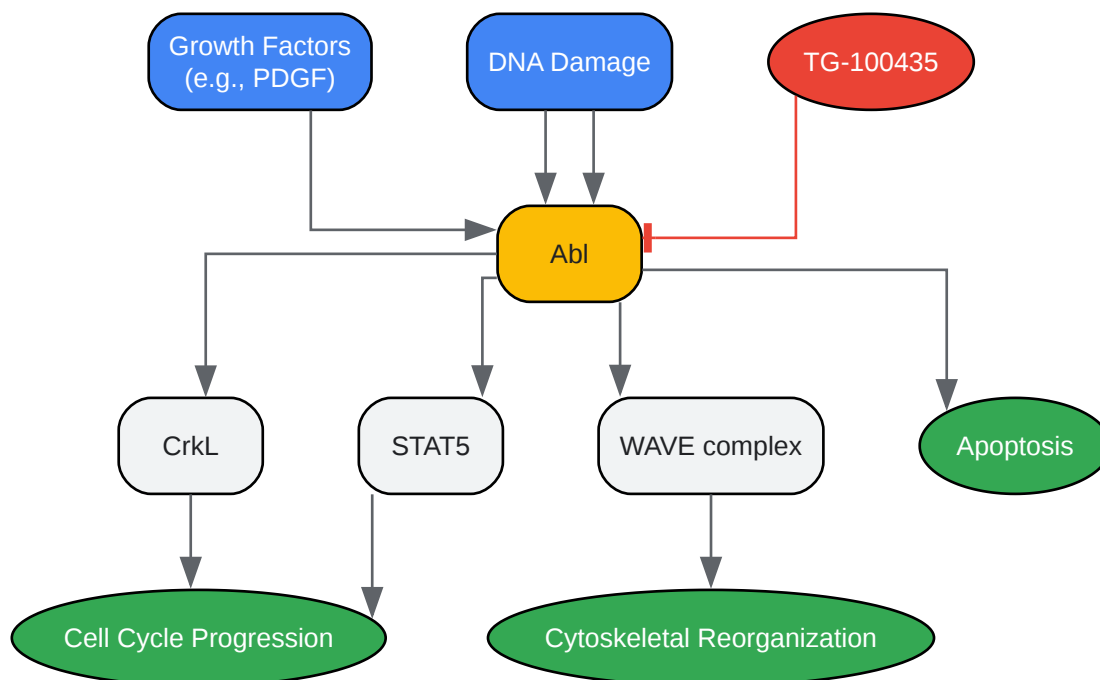 Growth Factors
(e.g., PDGF)
DNA Damage
TG-100435
Abl
CrkL
STAT5
WAVE complex
Apoptosis
Cell Cycle Progression
Cytoskeletal Reorganization